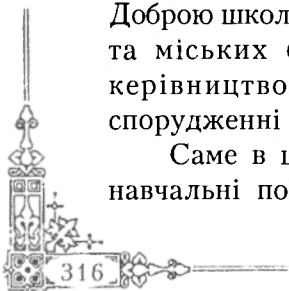 Доброю школ
та міських
керівництво
спорудженні
Саме в
навчальні по
316